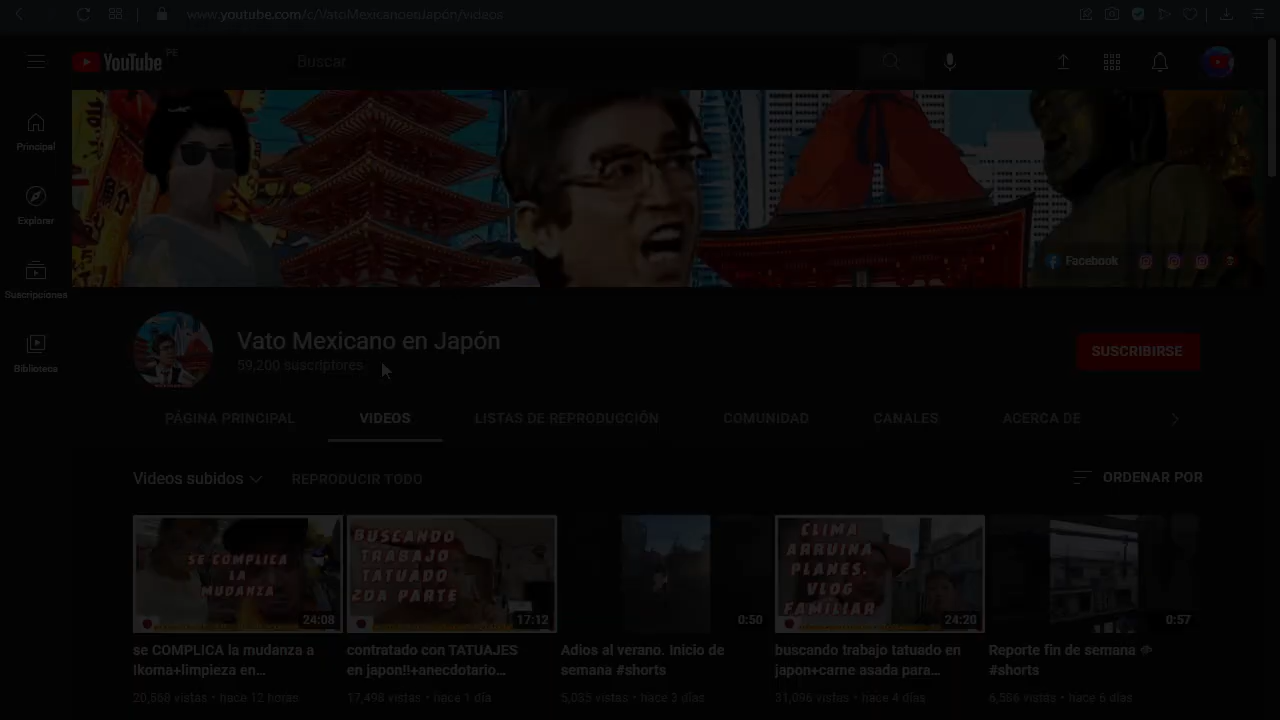 www.youtube.com/c/VatoMexicanoenJapón/videos
YouTube PE
Buscar
Principal
Explorar
Suscripciones
Biblioteca
Facebook
Vato Mexicano en Japón
59,200 suscriptores
SUSCRIBIRSE
PÁGINA PRINCIPAL VIDEOS LISTAS DE REPRODUCCIÓN COMUNIDAD CANALES ACERCA DE
Videos subidos REPRODUCIR TODO ORDENAR POR
SE COMPLICA
LA
MUDANZA
24:08
BUSCANDO
TRABAJO
TATUADO
2DA PARTE
17:12
0:50
CLIMA
ARRUINA
PLANES.
VLOG
FAMILIAR
24:20
0:57
se COMPLICA la mudanza a
Ikoma+limpieza en...
20,568 vistas • hace 12 horas
contratado con TATUAJES
en japon!!+anecdotario...
17,498 vistas • hace 1 día
Adios al verano. Inicio de
semana #shorts
5,035 vistas • hace 3 días
buscando trabajo tatuado en
japon+carne asada para...
31,096 vistas • hace 4 días
Reporte fin de semana
#shorts
6,586 vistas • hace 6 días